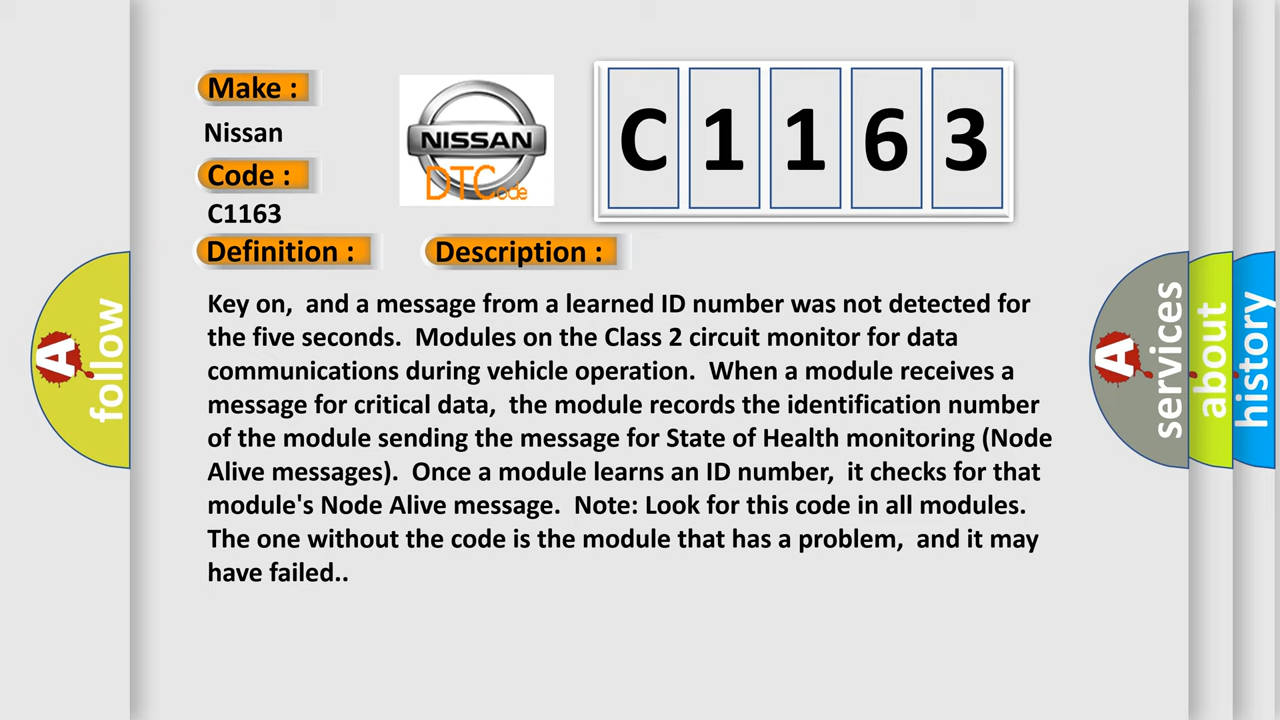 Make :
Nissan
Code :
C1163
NISSAN
DTCode
C1163
Definition :
Description :
Key on,  and a message from a learned ID number was not detected for
the five seconds  Modules on the Class 2 circuit monitor for data
communications during vehicle operation  When a module receives a
message for critical data,  the module records the identification number
of the module sending the message for State of Health monitoring (Node
Alive messages)  Once a module learns an ID number,  it checks for that
module's Node Alive message.  Note: Look for this code in all modules.
The one without the code is the module that has a problem,  and it may
have failed..
A follow
A services
about
history